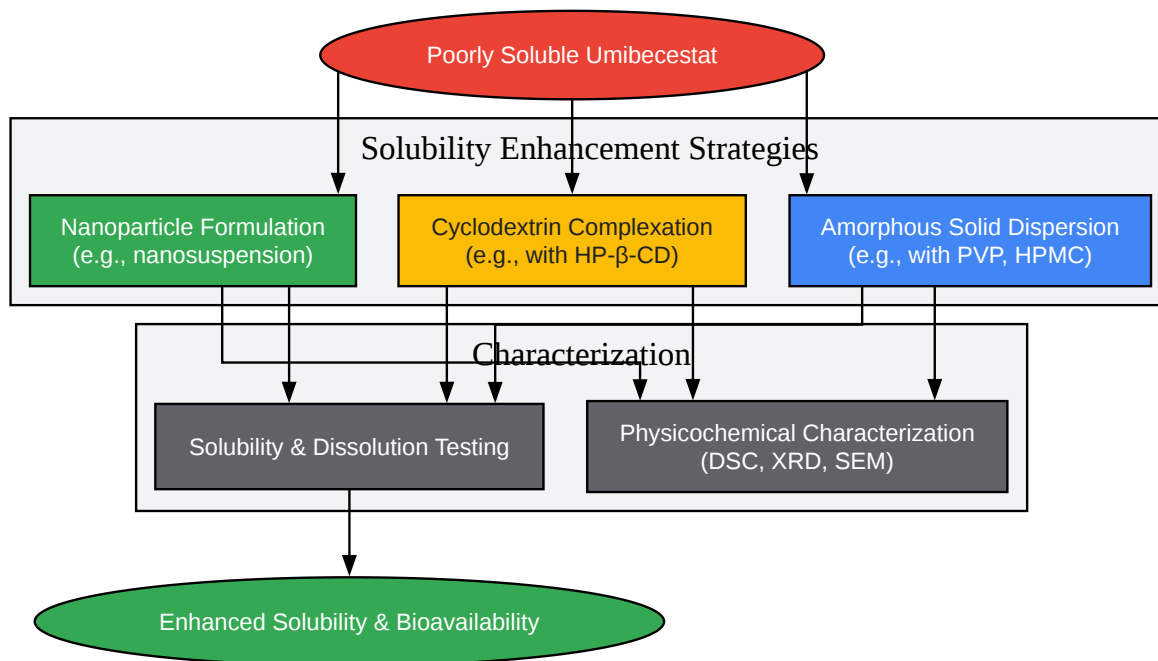 Poorly Soluble Umibecestat
Solubility Enhancement Strategies
Nanoparticle Formulation
(e.g., nanosuspension)
Cyclodextrin Complexation
(e.g., with HP-β-CD)
Amorphous Solid Dispersion
(e.g., with PVP, HPMC)
Characterization
Solubility & Dissolution Testing
Physicochemical Characterization
(DSC, XRD, SEM)
Enhanced Solubility & Bioavailability